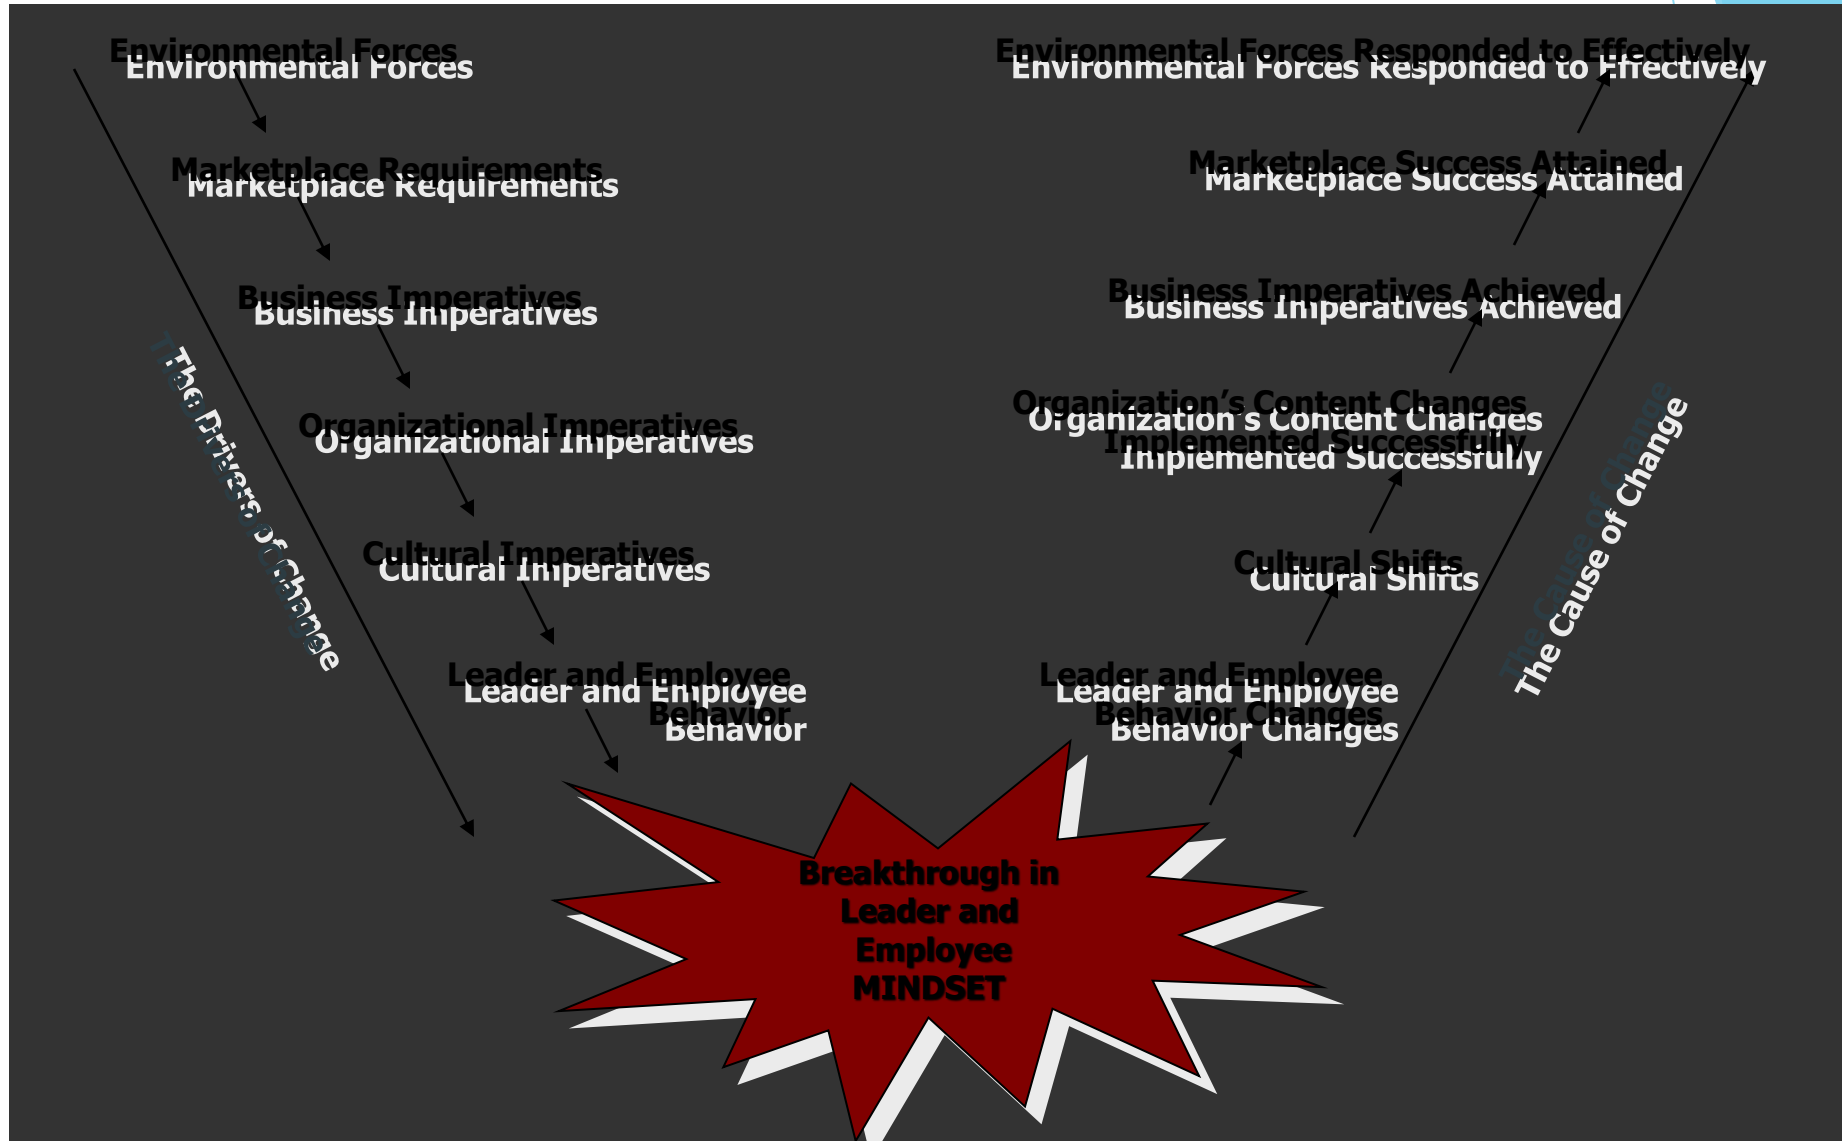 Environmental Forces
Marketplace Requirements
Business Imperatives
Organizational Imperatives
Cultural Imperatives
Leader and Employee
Behavior
The Drivers of Change
Breakthrough in
Leader and
Employee
MINDSET
Environmental Forces Responded to Effectively
Marketplace Success Attained
Business Imperatives Achieved
Organization’s Content Changes
Implemented Successfully
Cultural Shifts
Leader and Employee
Behavior Changes
The Cause of Change